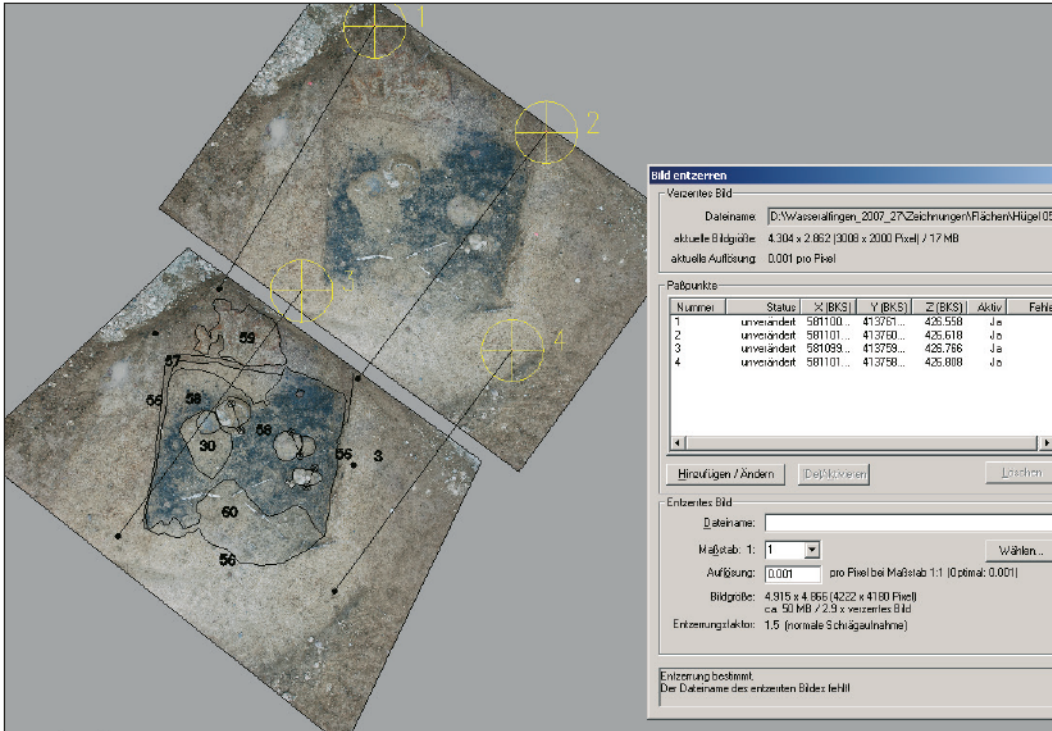 1
2
3
4
59
57
56
58
58
30
56
3
60
56
Bild entzerren
Verzerrtes Bild
Dateiname: D:\Wasseralfingen_2007_27\Zeichnungen\Flächen\Hügel 05
aktuelle Bildgröße: 4.304 x 2.862 (3008 x 2000 Pixel) / 17 MB
aktuelle Auflösung: 0.001 pro Pixel
Paßpunkte
Nummer Status X (BKS) Y (BKS) Z (BKS) Aktiv Fehle
1 unverändert 581100... 413761... 426.558 Ja
2 unverändert 581101... 413760... 426.618 Ja
3 unverändert 581099... 413759... 426.766 Ja
4 unverändert 581101... 413758... 426.808 Ja
Hinzufügen / Ändern (De)Aktivieren Löschen
Entzerrtes Bild
Dateiname:
Maßstab: 1: 1 Wählen...
Auflösung: 0.001 pro Pixel bei Maßstab 1:1 (Optimal: 0.001)
Bildgröße: 4.915 x 4.866 (4222 x 4180 Pixel)
ca. 50 MB / 2.9 x verzerrtes Bild
Entzerrungsfaktor: 1.5 (normale Schrägaufnahme)
Entzerrung bestimmt.
Der Dateiname des entzerrten Bildes fehlt!